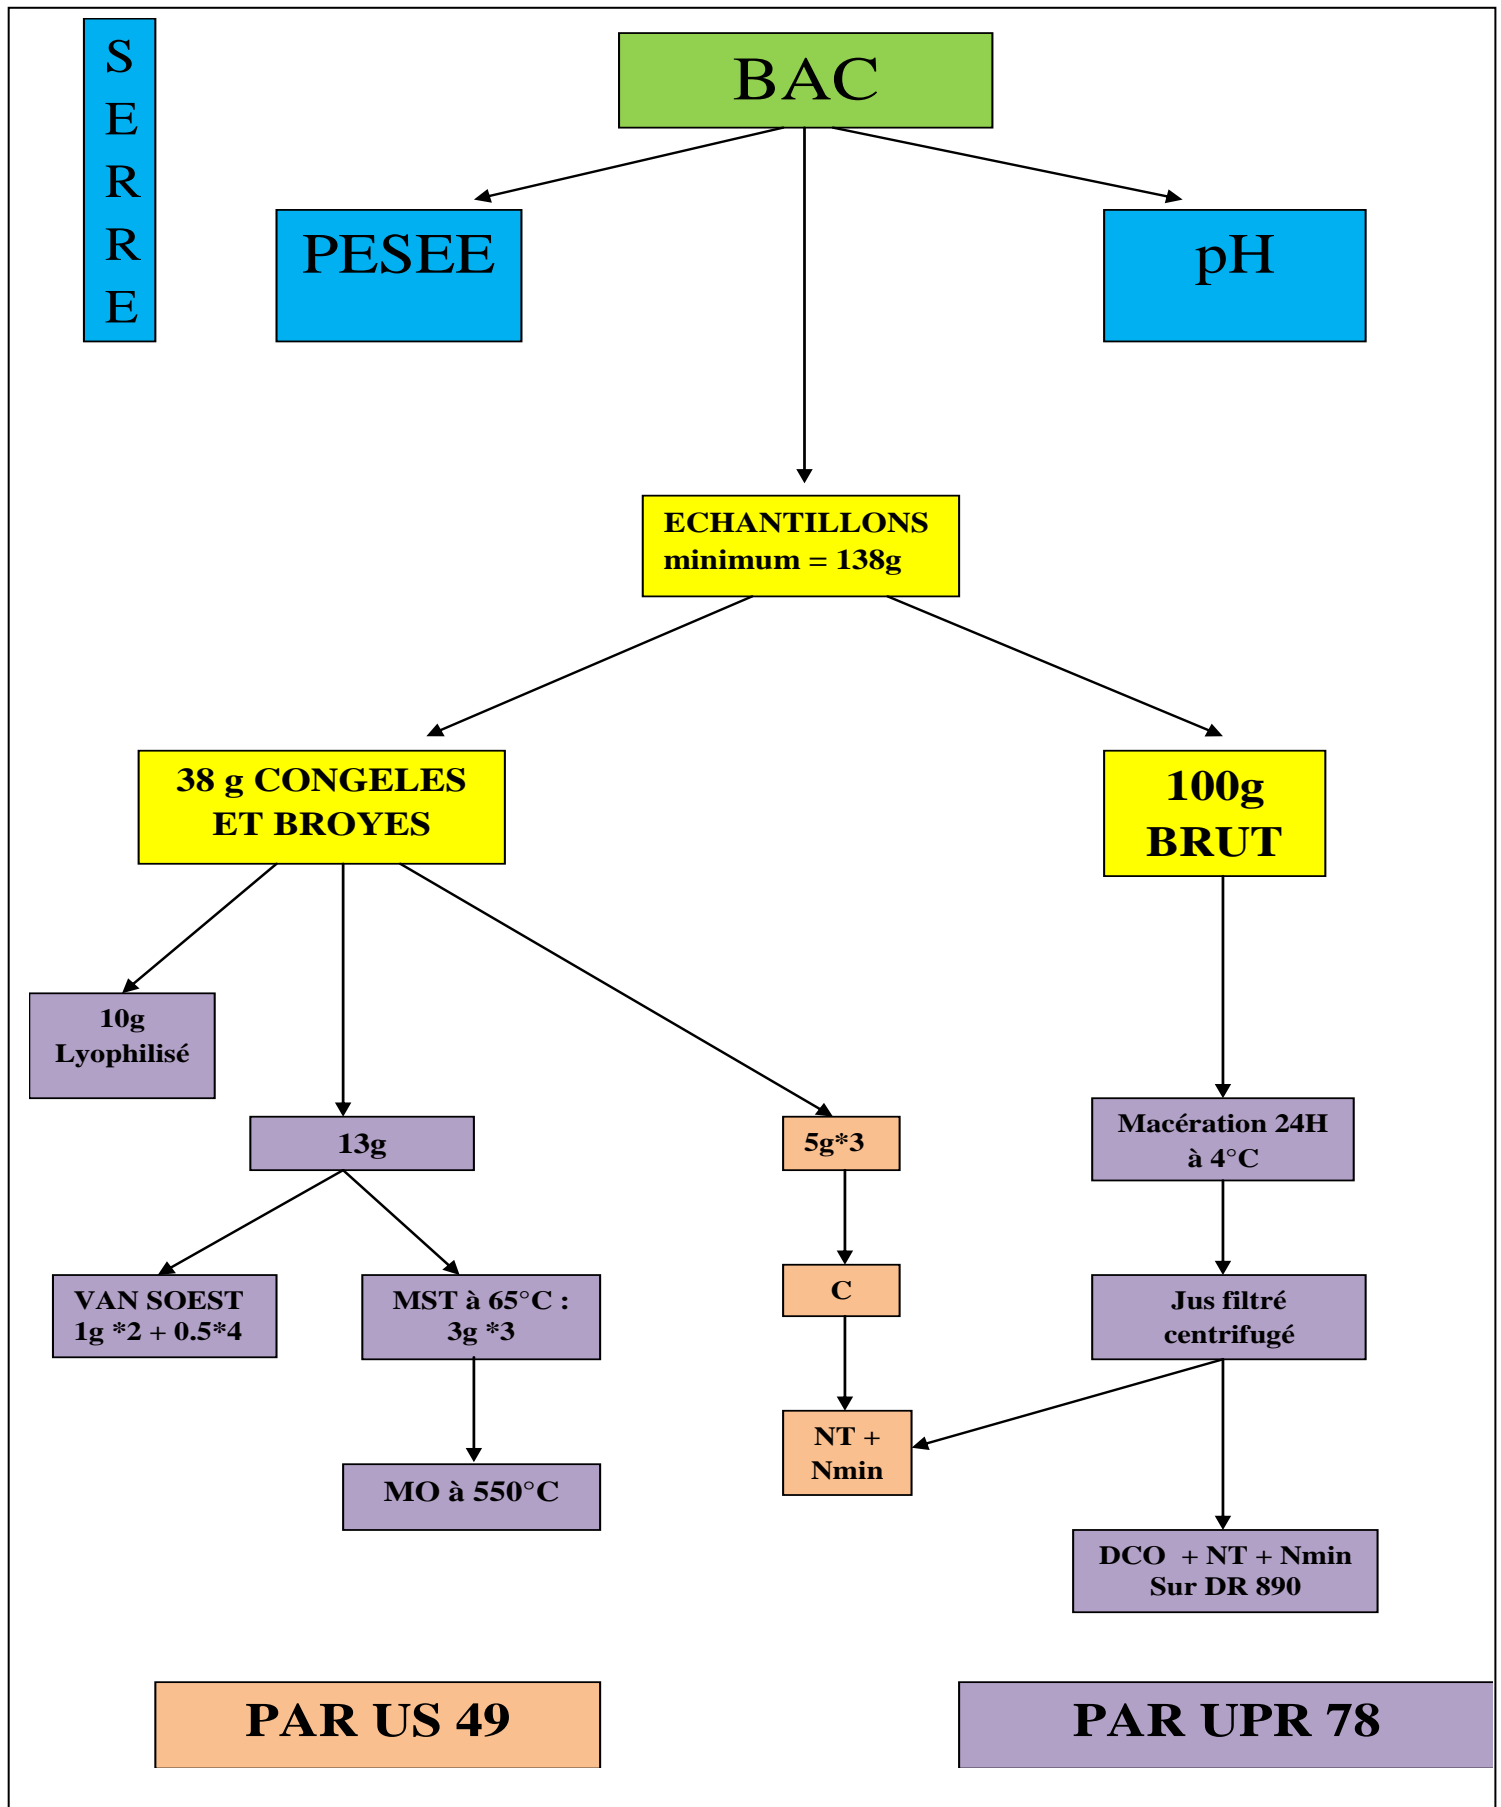 S
E
R
R
E
BAC
PESEE
pH
ECHANTILLONS
minimum = 138g
38 g CONGELES
ET BROYES
100g
BRUT
10g
Lyophilisé
13g
5g*3
Macération 24H
à 4°C
VAN SOEST
1g *2 + 0.5*4
MST à 65°C :
3g *3
C
Jus filtré
centrifugé
NT +
Nmin
MO à 550°C
DCO  + NT + Nmin
Sur DR 890
PAR US 49
PAR UPR 78